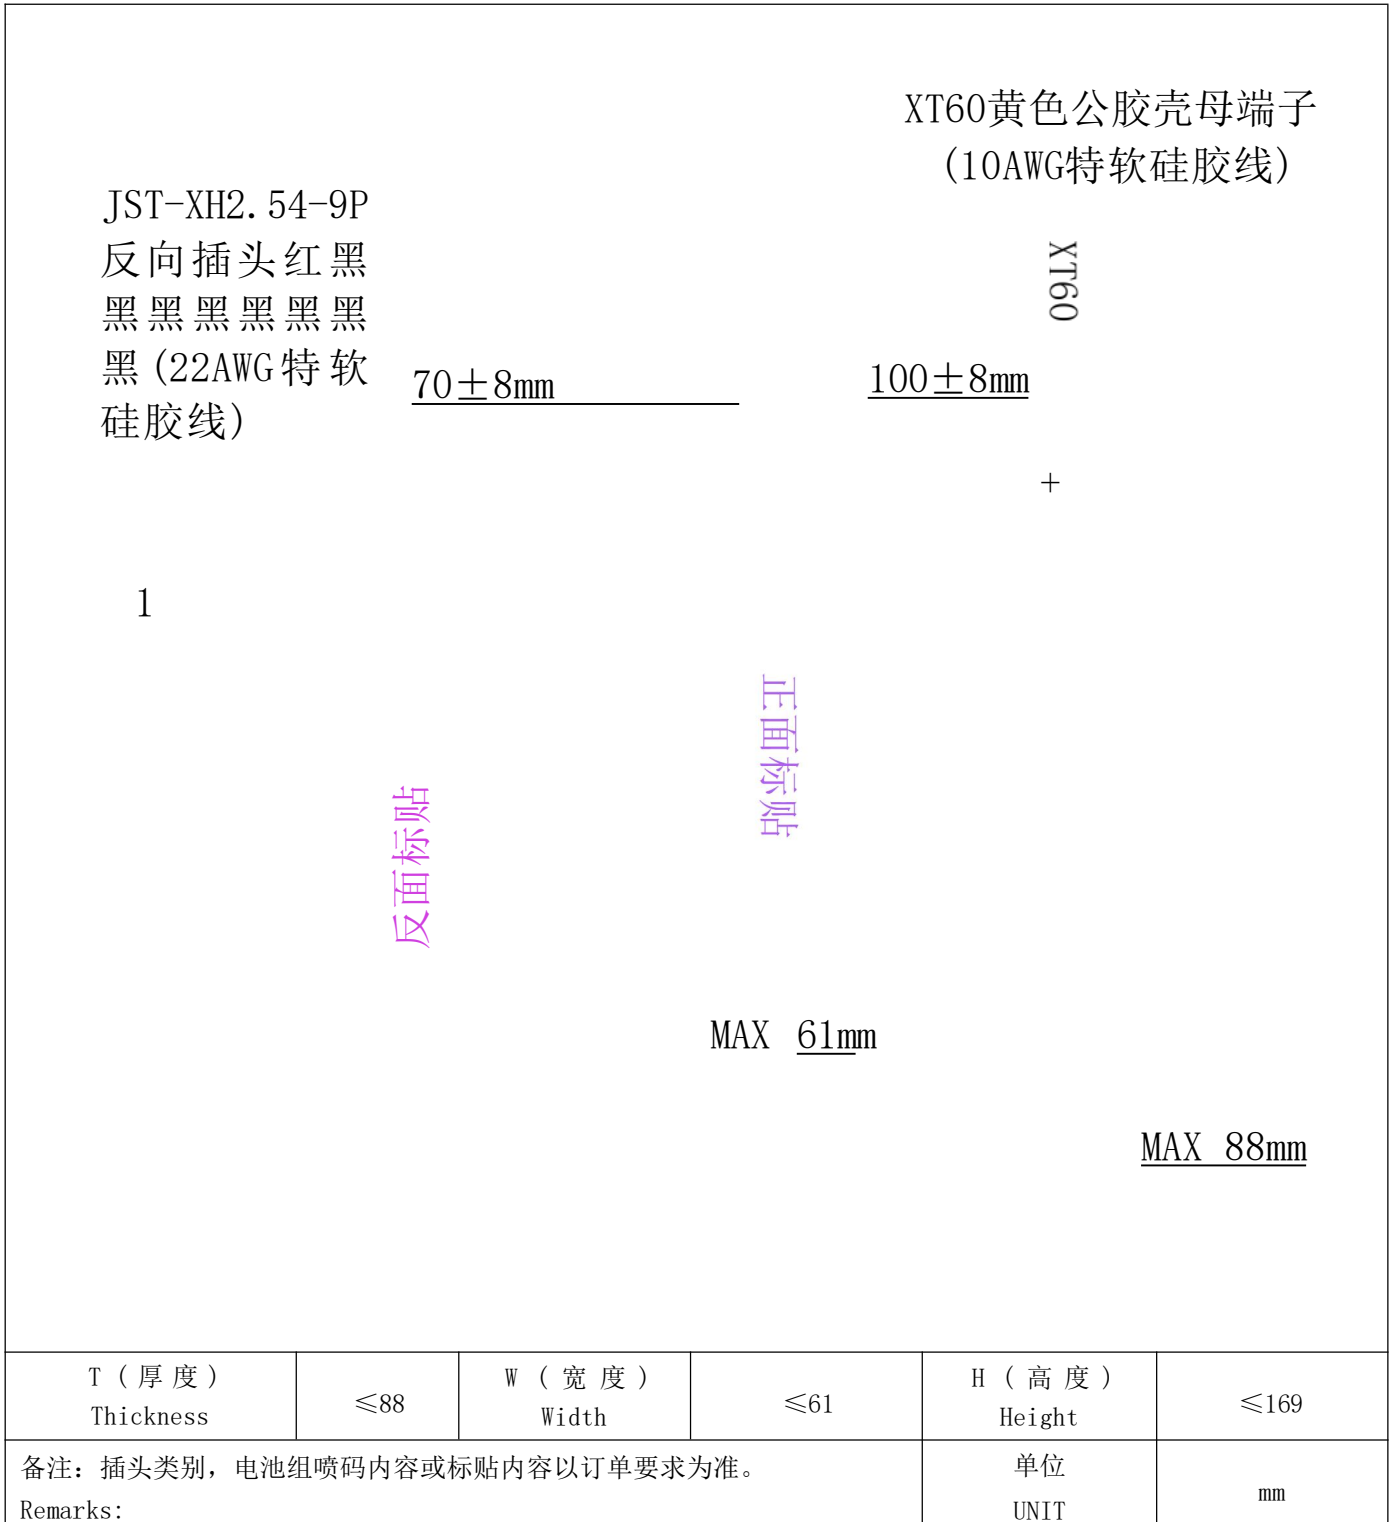 XT60黄色公胶壳母端子
(10AWG特软硅胶线)
JST-XH2.54-9P
反向插头红黑
黑黑黑黑黑黑
黑(22AWG特软
硅胶线)
XT60
70±8mm
100±8mm
+
1
正面标贴
反面标贴
MAX 61mm
MAX 88mm
T(厚度)
Thickness
≤88
W(宽度)
Width
≤61
H(高度)
Height
≤169
备注：插头类别，电池组喷码内容或标贴内容以订单要求为准。
Remarks:
单位
UNIT
mm